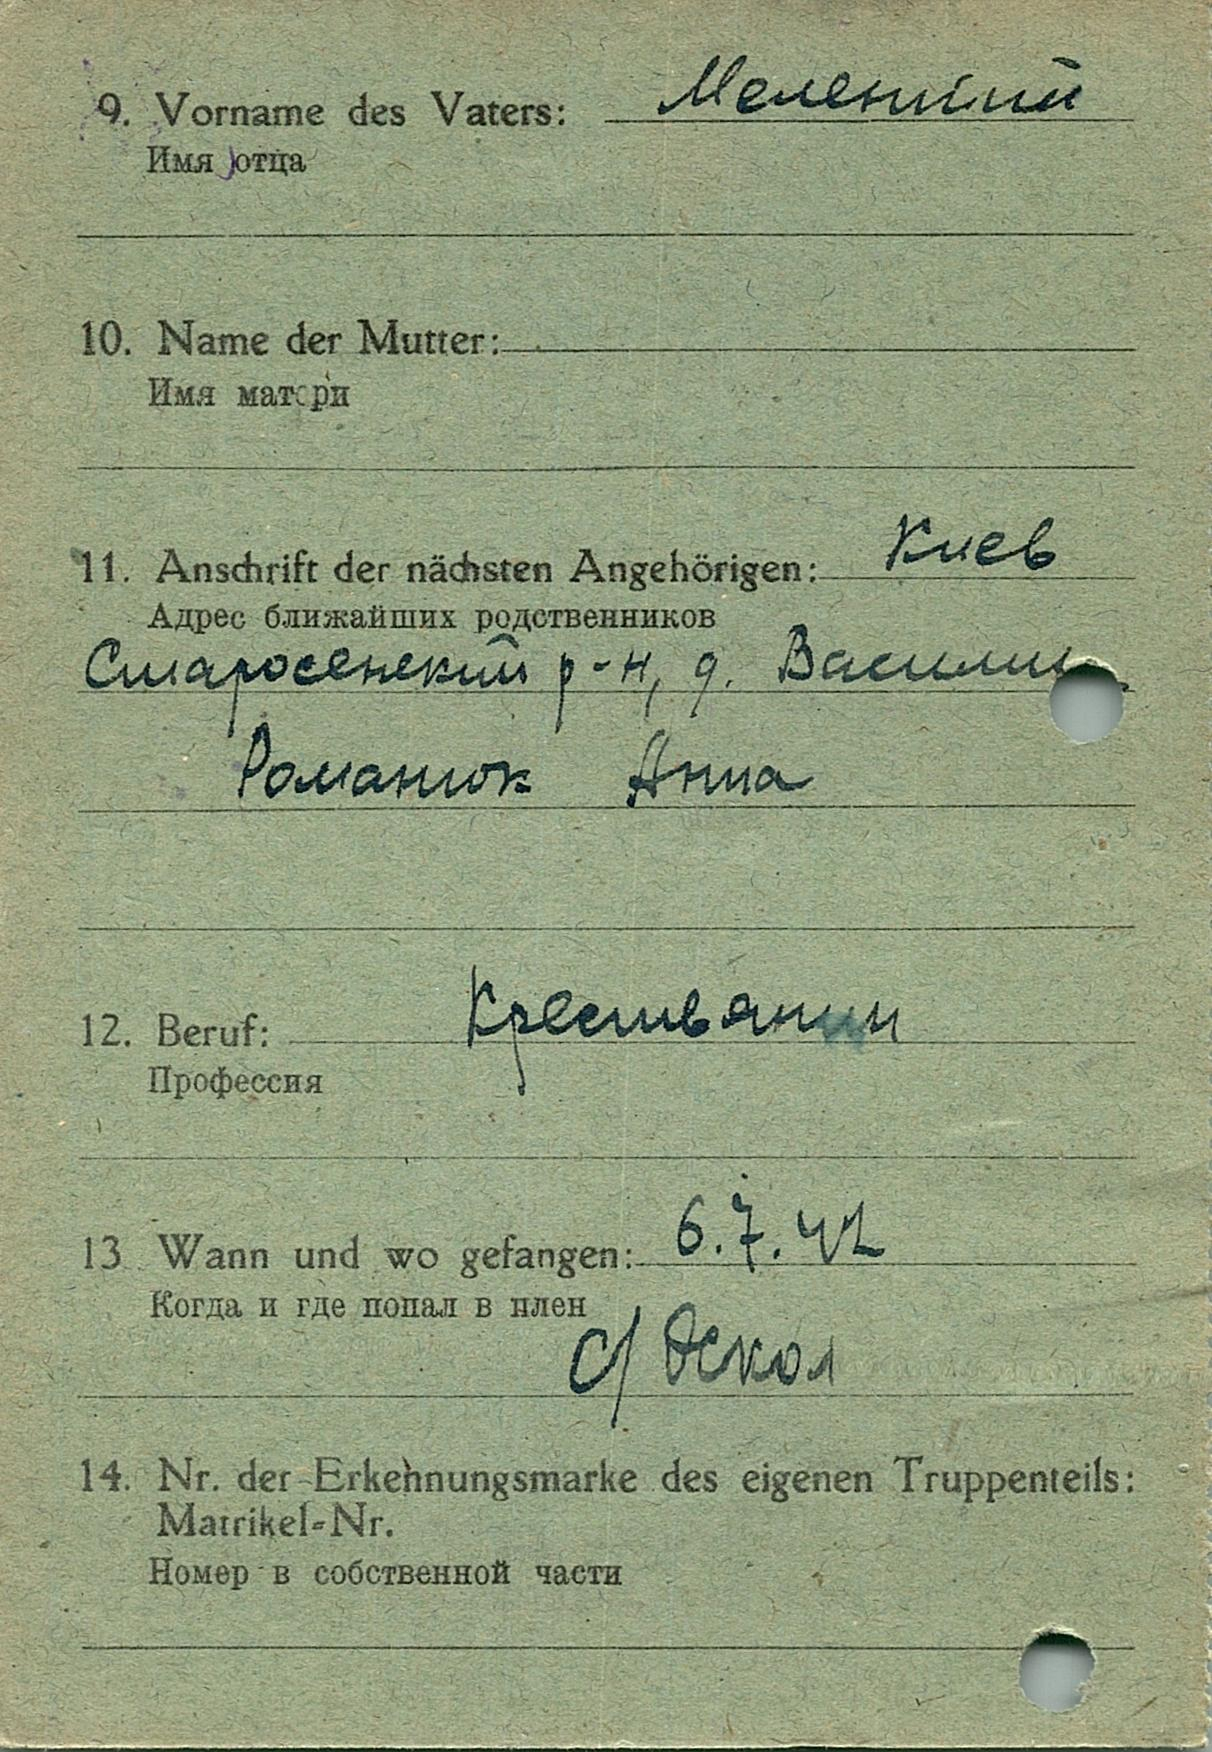 9. Vorname des Vaters: Мелентий
Имя отца
10. Name der Mutter:
Имя матери
11. Anschrift der nächsten Angehörigen: Киев
Адрес ближайших родственников
Старосенский р-н, д.
Романюк Анна
12. Beruf: Крестьянин
Профессия
13 Wann und wo gefangen: 6.7.42
Когда и где попал в плен
с/ Оскол
14. Nr. der Erkennungsmarke des eigenen Truppenteils:
Matrikel-Nr.
Номер в собственной части